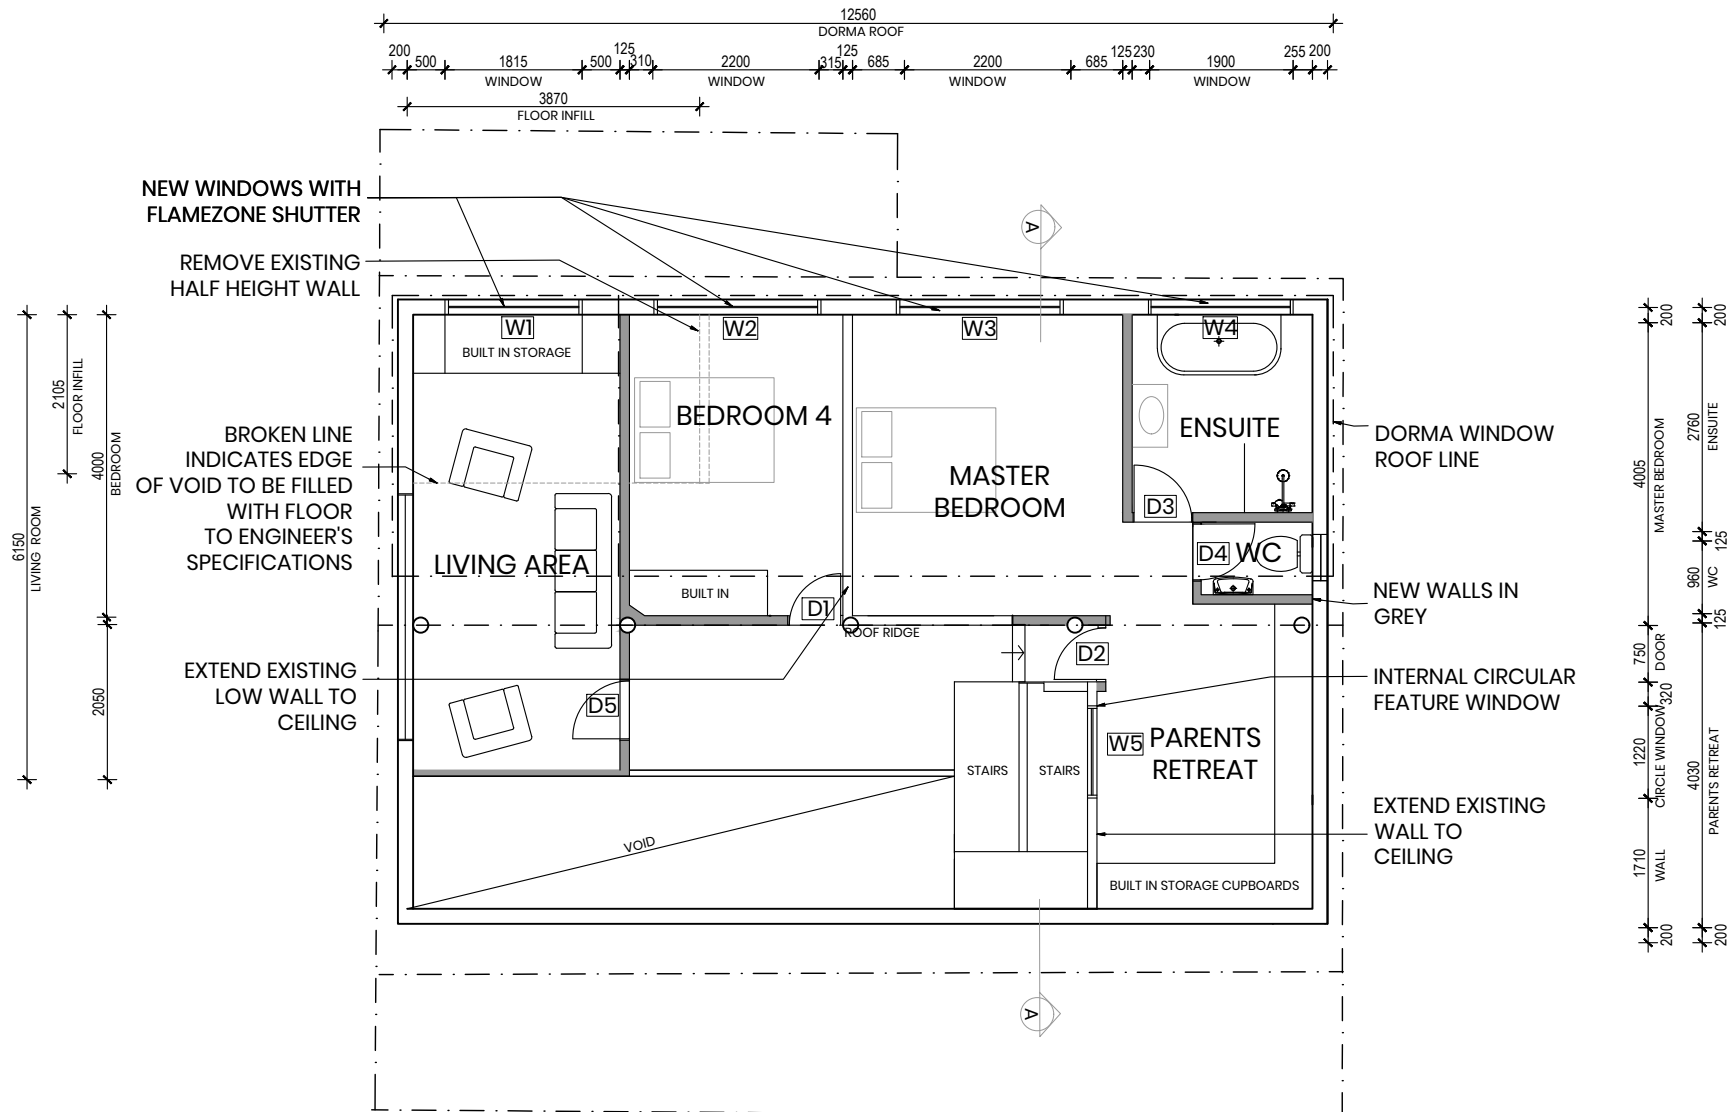 12560
DORMA ROOF
200 500 1815 500 125 310 2200 315 125 685 2200 685 125 230 1900 255 200
WINDOW WINDOW WINDOW WINDOW
3870
FLOOR INFILL
NEW WINDOWS WITH
FLAMEZONE SHUTTER
REMOVE EXISTING
HALF HEIGHT WALL
BROKEN LINE
INDICATES EDGE
OF VOID TO BE FILLED
WITH FLOOR
TO ENGINEER'S
SPECIFICATIONS
EXTEND EXISTING
LOW WALL TO
CEILING
6150
LIVING ROOM
2105
FLOOR INFILL
4000
BEDROOM
2050
A
W1
BUILT IN STORAGE
W2
W3
W4
BEDROOM 4
MASTER
BEDROOM
ENSUITE
LIVING AREA
BUILT IN
D1
D3
D4
WC
ROOF RIDGE
D2
D5
W5
PARENTS
RETREAT
STAIRS
STAIRS
VOID
BUILT IN STORAGE CUPBOARDS
A
DORMA WINDOW
ROOF LINE
NEW WALLS IN
GREY
INTERNAL CIRCULAR
FEATURE WINDOW
EXTEND EXISTING
WALL TO
CEILING
200
4005
MASTER BEDROOM
750
DOOR
320
1220
CIRCLE WINDOW
1710
WALL
200
200
2760
ENSUITE
125
960
WC
125
4030
PARENTS RETREAT
200